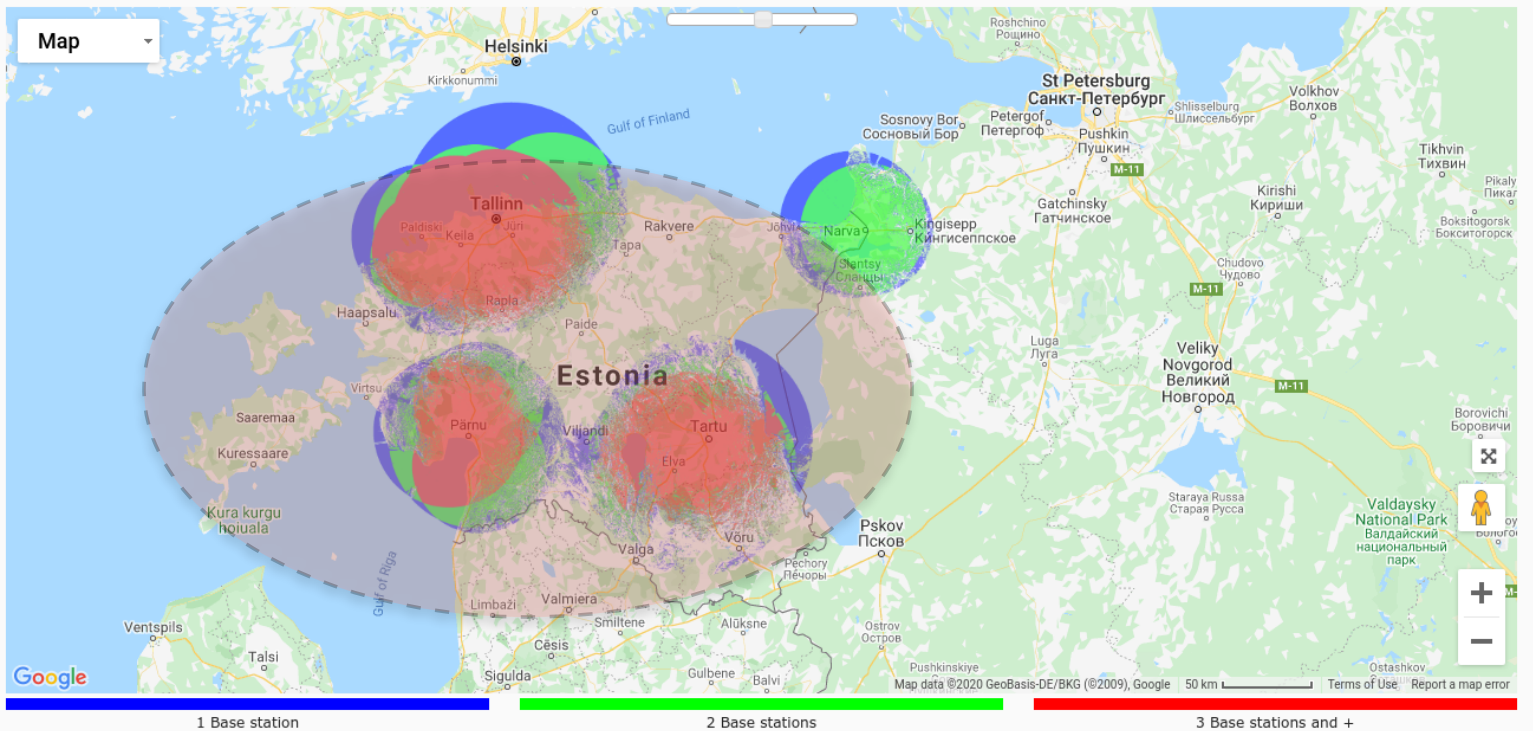 Map
Helsinki
Kirkkonummi
Roshchino
Рощино
St Petersburg
Санкт-Петербург
Sosnovy Bor
Сосновый Бор
Petergof
Петергоф
Pushkin
Пушкин
Shlisselburg
Шлиссельбург
Volkhov
Волхов
Tikhvin
Тихвин
M-11
Gulf of Finland
Tallinn
Paldiski
Keila
Jüri
Rakvere
Tapa
Jõhvi
Narva
Kingisepp
Кингисеппское
Slantsy
Сланцы
Gatchinsky
Гатчинское
Kirishi
Кириши
Pikaly
Пикал
Boksitogorsk
Бокситогорск
Chudovo
Чудово
M-11
Haapsalu
Rapla
Paide
Luga
Луга
Veliky
Novgorod
Великий
Новгород
M-11
Virtsu
Estonia
Saaremaa
Kuressaare
Pärnu
Viljandi
Tartu
Elva
Borovichi
Боровичи
Kura kurgu
hoiuala
Gulf of Riga
Valga
Võru
Pskov
Псков
Pechory
Печоры
Staraya Russa
Старая Русса
Valdaysky
National Park
Валдайский
национальный
парк
Limbaži
Valmiera
Smiltene
Alūksne
Cēsis
Ventspils
Talsi
Sigulda
Gulbene
Balvi
Ostrov
Остров
Pushkinskiye
Ostashkov
Google
Map data ©2020 GeoBasis-DE/BKG (©2009), Google
50 km
Terms of Use
Report a map error
1 Base station
2 Base stations
3 Base stations and +